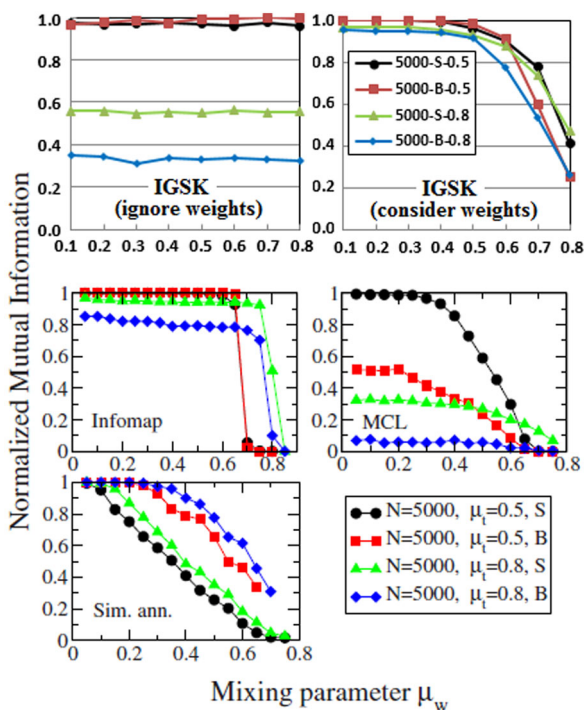 1.0
0.8
0.6
0.4
0.2
0.0
IGSK
(ignore weights)
0.1 0.2 0.3 0.4 0.5 0.6 0.7 0.8
1.0
0.8
0.6
0.4
0.2
0.0
5000-S-0.5
5000-B-0.5
5000-S-0.8
5000-B-0.8
IGSK
(consider weights)
0.1 0.2 0.3 0.4 0.5 0.6 0.7 0.8
Normalized Mutual Information
1
0.8
0.6
0.4
0.2
0
Infomap
0 0.2 0.4 0.6 0.8
1
0.8
0.6
0.4
0.2
0
MCL
0 0.2 0.4 0.6 0.8
1
0.8
0.6
0.4
0.2
0
Sim. ann.
0 0.2 0.4 0.6 0.8
N=5000, μt=0.5, S
N=5000, μt=0.5, B
N=5000, μt=0.8, S
N=5000, μt=0.8, B
Mixing parameter μw